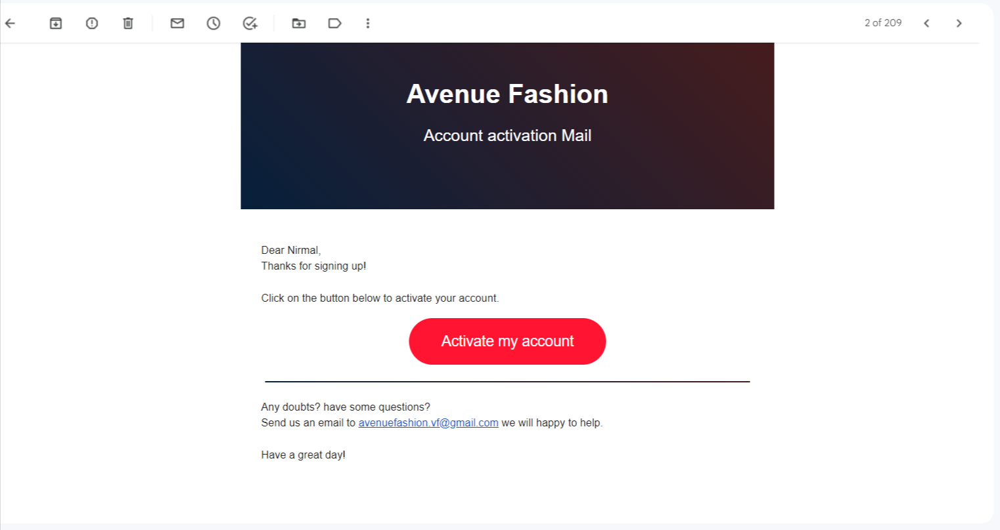 2 of 209
Avenue Fashion
Account activation Mail
Dear Nirmal,
Thanks for signing up!
Click on the button below to activate your account.
Activate my account
Any doubts? have some questions?
Send us an email to avenuefashion.vf@gmail.com we will happy to help.
Have a great day!